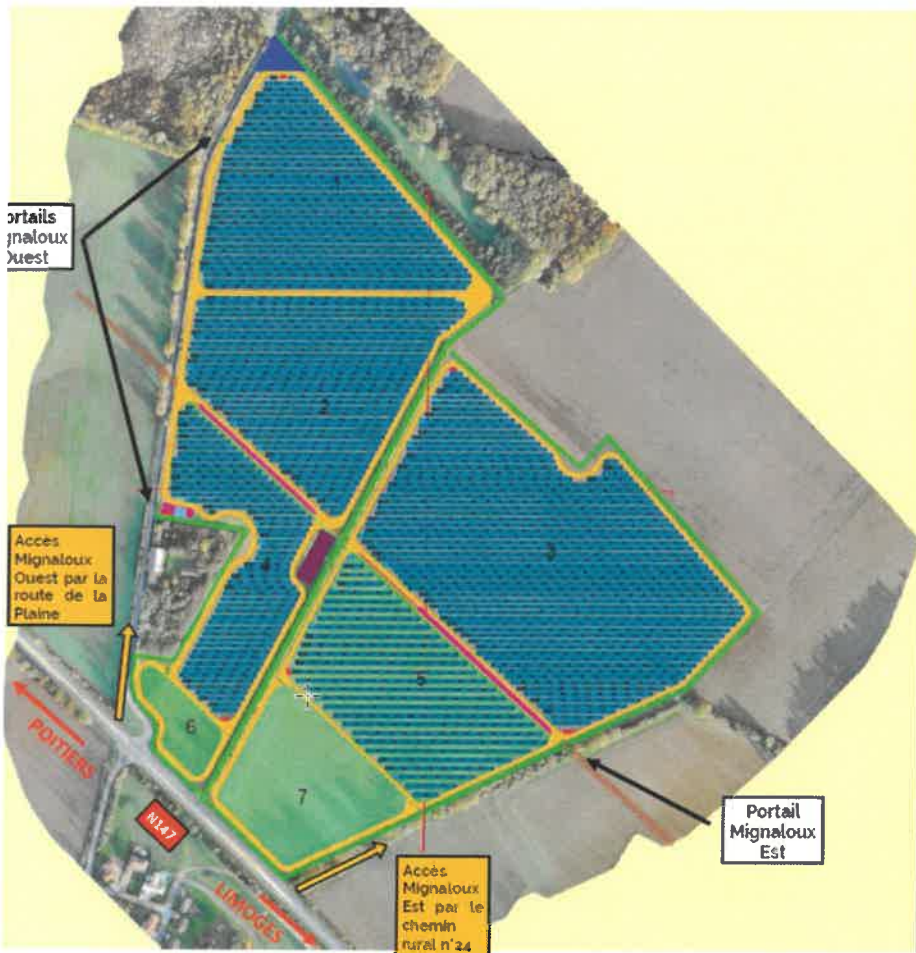 1
ortails
gnaloux
Ouest
2
3
Accès
Mignaloux
Ouest par la
route de la
Plaine
4
5
6
POITIERS
7
N147
Portail
Mignaloux
Est
LIMOGES
Accès
Mignaloux
Est par le
chemin
rural n°24